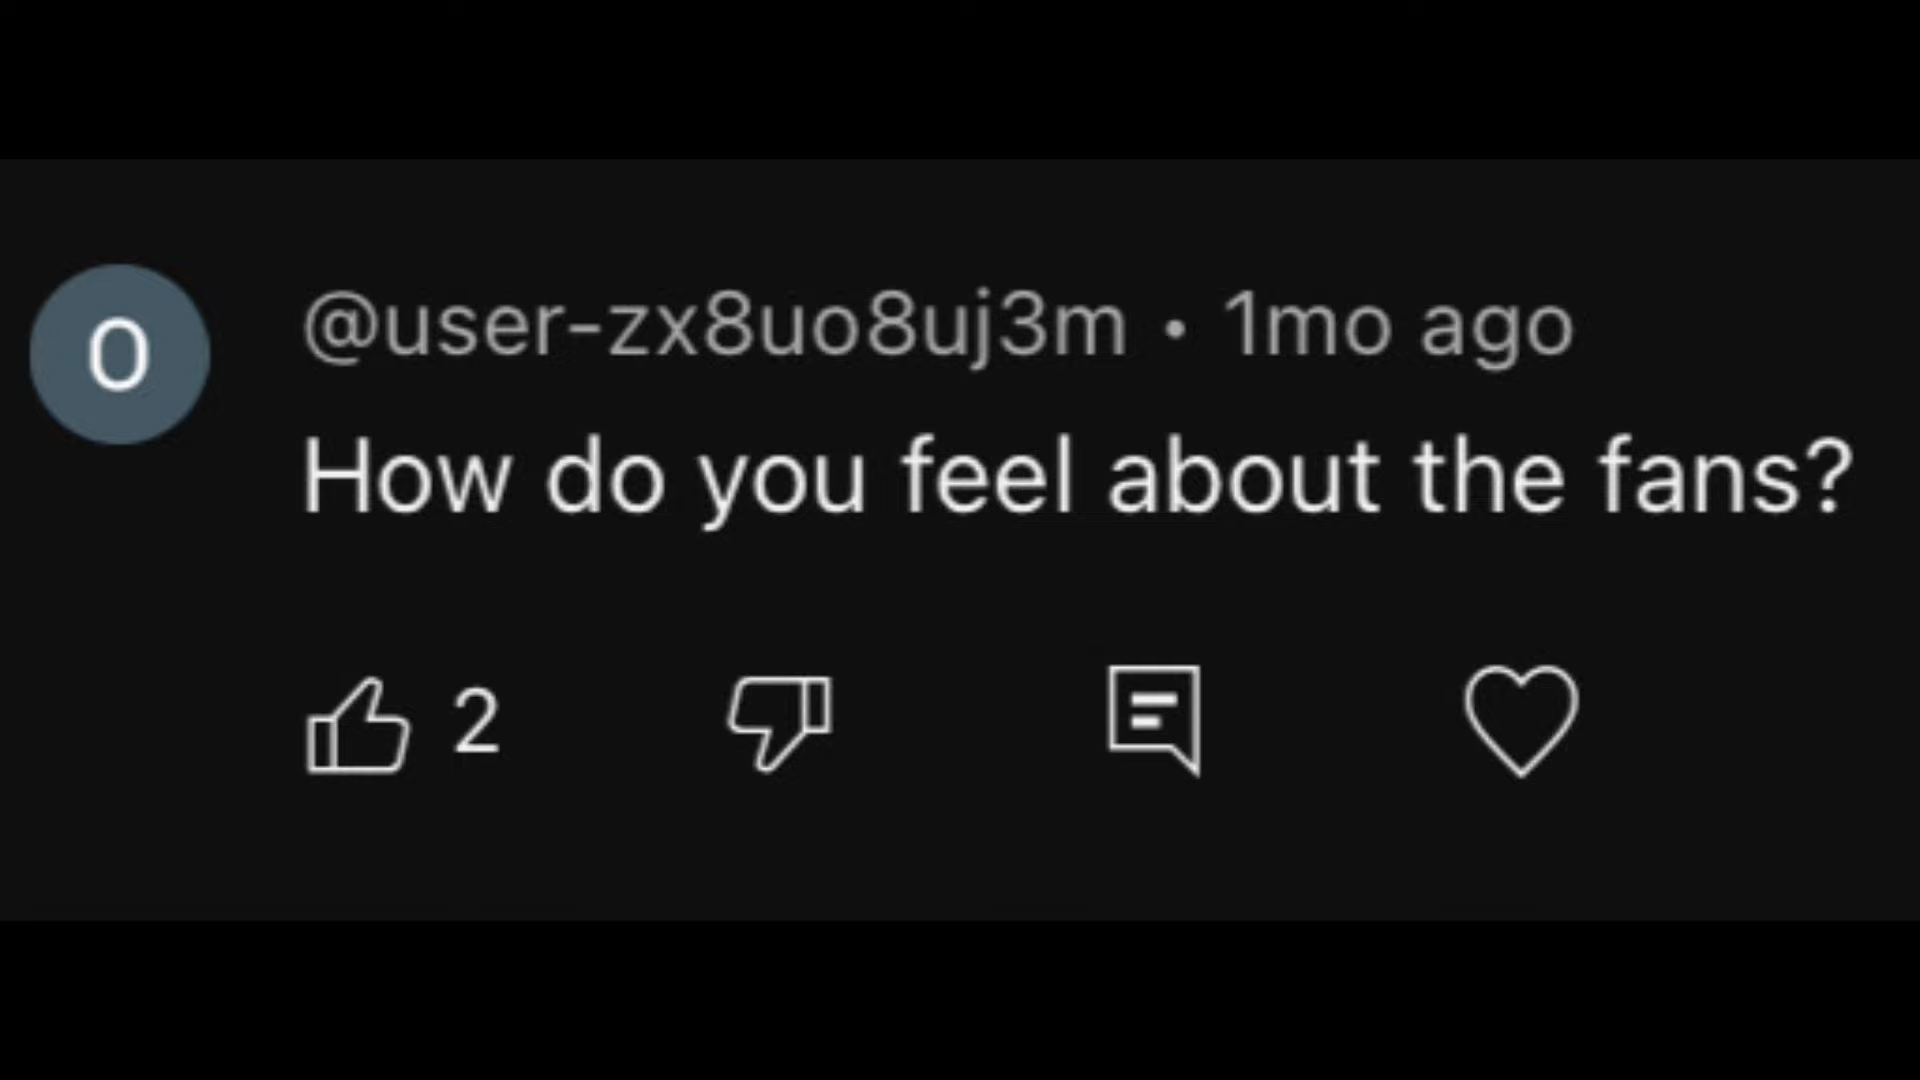 O
@user-zx8uo8uj3m • 1mo ago
How do you feel about the fans?
2